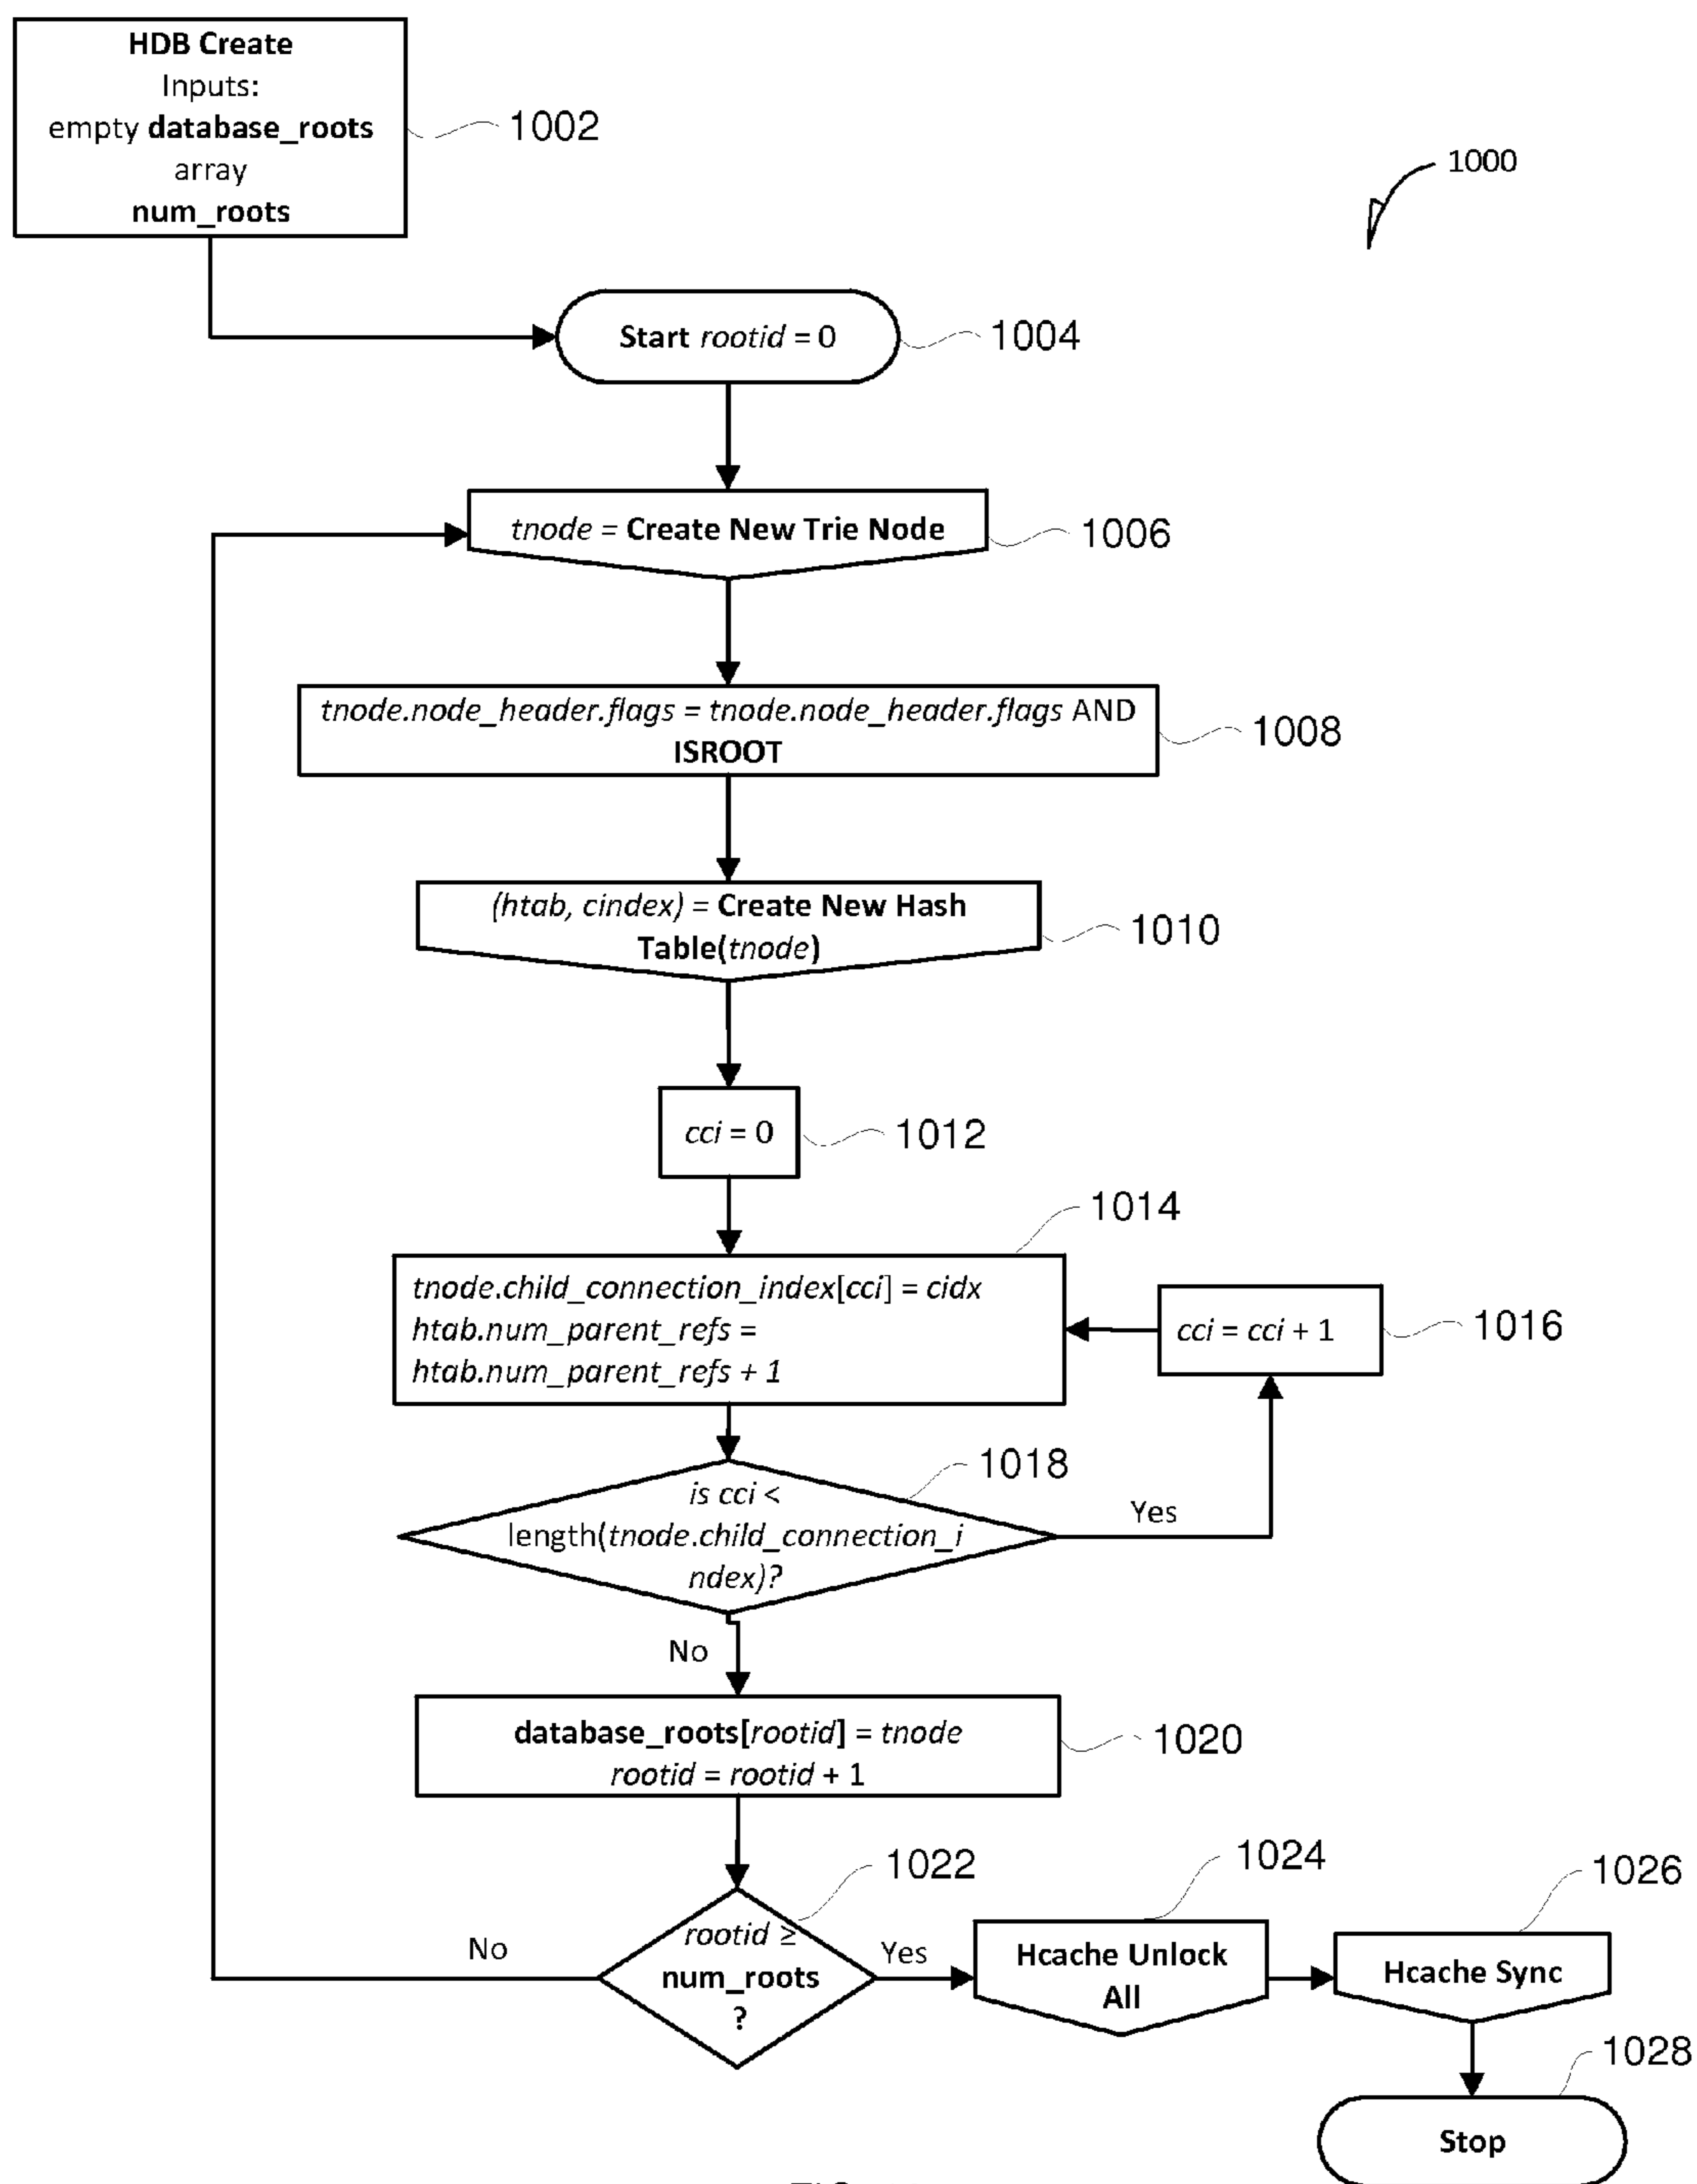 HDB Create
Inputs:
empty database_roots
array
num_roots
1002
1000
Start rootid = 0
1004
tnode = Create New Trie Node
1006
tnode.node_header.flags = tnode.node_header.flags AND
ISROOT
1008
(htab, cindex) = Create New Hash
Table(tnode)
1010
cci = 0
1012
1014
tnode.child_connection_index[cci] = cidx
htab.num_parent_refs =
htab.num_parent_refs + 1
cci = cci + 1
1016
1018
is cci <
length(tnode.child_connection_i
ndex)?
Yes
No
database_roots[rootid] = tnode
rootid = rootid + 1
1020
1022
rootid ≥
num_roots
?
No
Yes
1024
Hcache Unlock
All
1026
Hcache Sync
1028
Stop